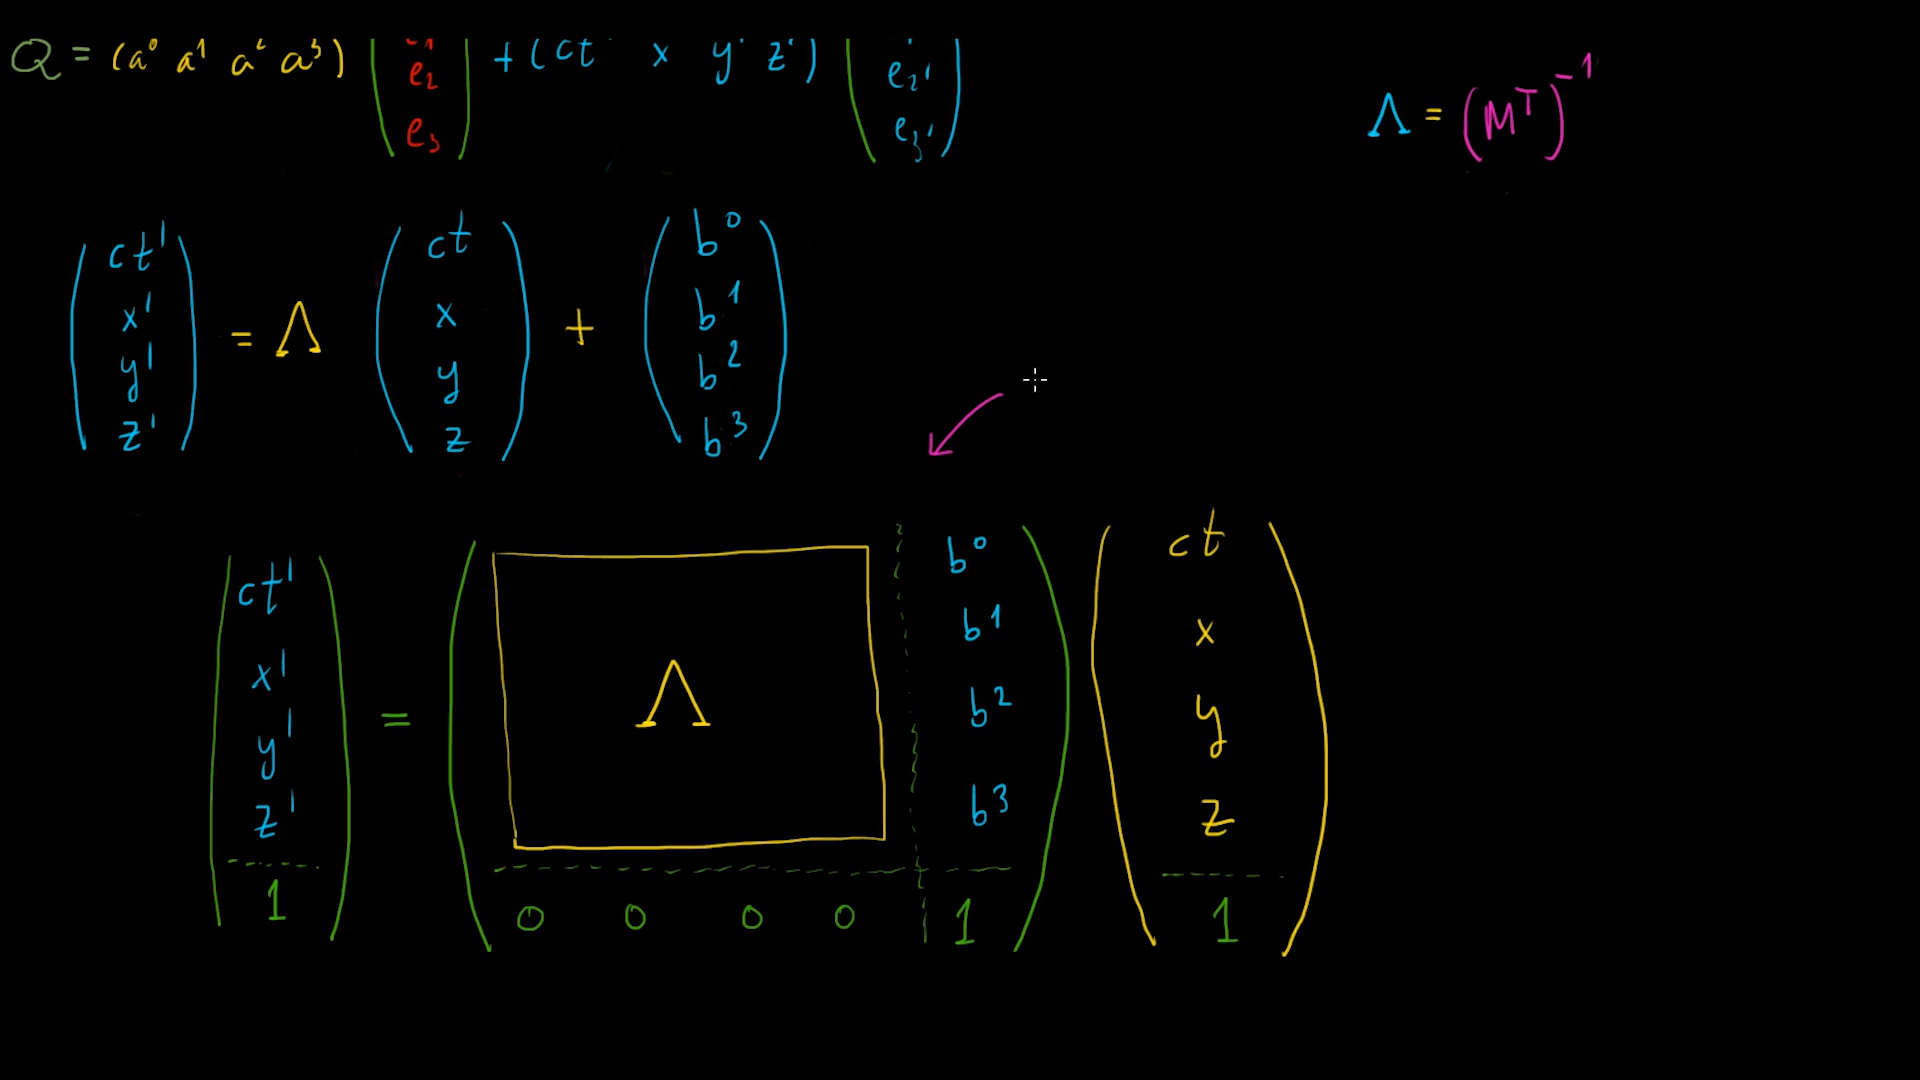 Q = (a⁰ a¹ a² a³) ( e₁ e₂ e₃ ) + (ct x y z) ( e₂' e₃' )
Λ = (Mᵀ)⁻¹
( ct' x' y' z' ) = Λ ( ct x y z ) + ( b⁰ b¹ b² b³ )
( ct' x' y' z' 1 ) = ( Λ b⁰ b¹ b² b³ 0 0 0 0 1 ) ( ct x y z 1 )